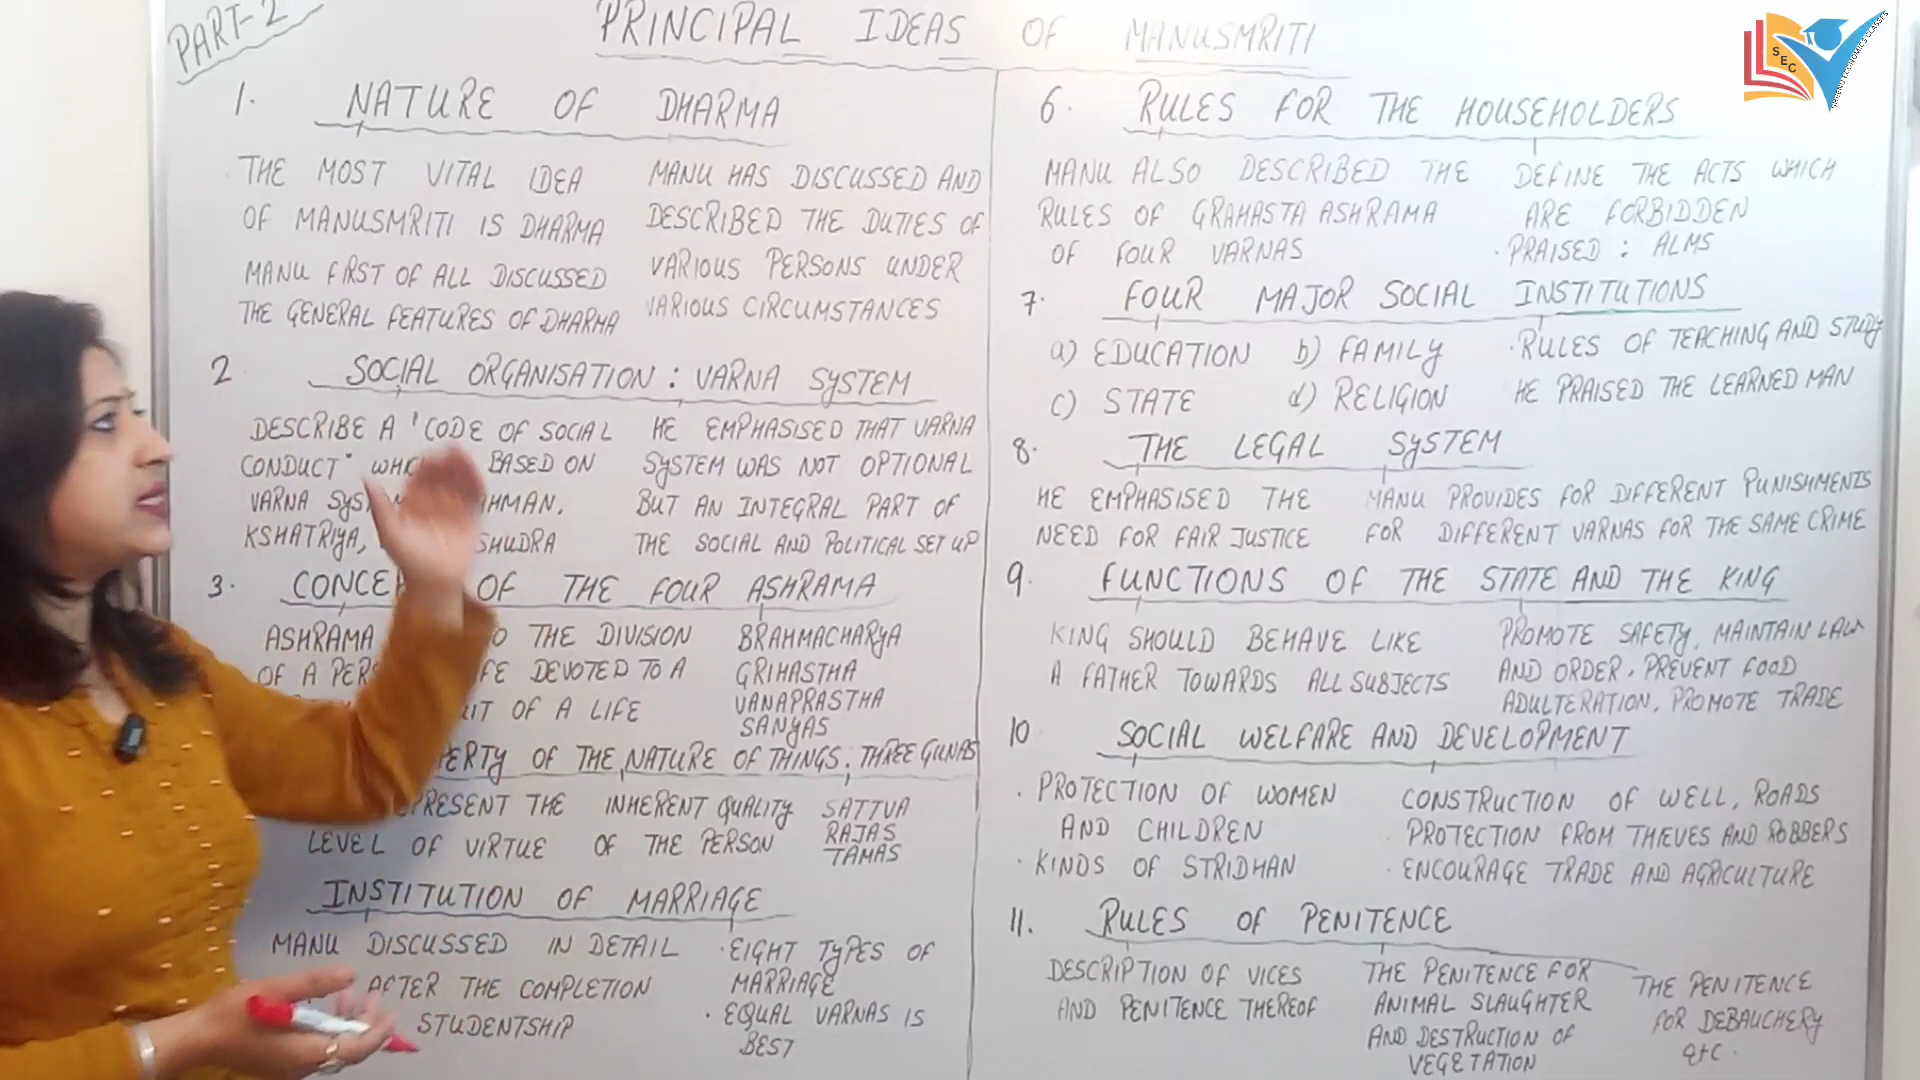 PART-2
PRINCIPAL IDEAS OF MANUSMRITI
1. NATURE OF DHARMA
THE MOST VITAL IDEA
OF MANUSMRITI IS DHARMA
MANU FIRST OF ALL DISCUSSED
THE GENERAL FEATURES OF DHARMA
MANU HAS DISCUSSED AND
DESCRIBED THE DUTIES OF
VARIOUS PERSONS UNDER
VARIOUS CIRCUMSTANCES
2 SOCIAL ORGANISATION : VARNA SYSTEM
DESCRIBE A 'CODE OF SOCIAL
CONDUCT" BASED ON
VARNA
KSHATRIYA, SHUDRA
HE EMPHASISED THAT VARNA
SYSTEM WAS NOT OPTIONAL
BUT AN INTEGRAL PART OF
THE SOCIAL AND POLITICAL SET UP
3. OF THE FOUR ASHRAMA
ASHRAMA THE DIVISION
OF A DEVOTED TO A
OF A LIFE
BRAHMACHARYA
GRIHASTHA
VANAPRASTHA
SANYAS
OF THE NATURE OF THINGS : THREE GUNAS
THE INHERENT QUALITY
LEVEL OF VIRTUE OF THE PERSON
SATTVA
RAJAS
TAMAS
INSTITUTION OF MARRIAGE
MANU DISCUSSED IN DETAIL
AFTER THE COMPLETION
STUDENTSHIP
· EIGHT TYPES OF
MARRIAGE
· EQUAL VARNAS IS
BEST
6. RULES FOR THE HOUSEHOLDERS
MANU ALSO DESCRIBED THE
RULES OF GRAHASTA ASHRAMA
OF FOUR VARNAS
DEFINE THE ACTS WHICH
ARE FORBIDDEN
· PRAISED : ALMS
7. FOUR MAJOR SOCIAL INSTITUTIONS
a) EDUCATION b) FAMILY
c) STATE d) RELIGION
· RULES OF TEACHING AND STUDY
HE PRAISED THE LEARNED MAN
8. THE LEGAL SYSTEM
HE EMPHASISED THE
NEED FOR FAIR JUSTICE
MANU PROVIDES FOR DIFFERENT PUNISHMENTS
FOR DIFFERENT VARNAS FOR THE SAME CRIME
9. FUNCTIONS OF THE STATE AND THE KING
KING SHOULD BEHAVE LIKE
A FATHER TOWARDS ALL SUBJECTS
PROMOTE SAFETY, MAINTAIN LAW
AND ORDER, PREVENT FOOD
ADULTERATION, PROMOTE TRADE
10 SOCIAL WELFARE AND DEVELOPMENT
· PROTECTION OF WOMEN
AND CHILDREN
· KINDS OF STRIDHAN
CONSTRUCTION OF WELL, ROADS
· PROTECTION FROM THIEVES AND ROBBERS
· ENCOURAGE TRADE AND AGRICULTURE
11. RULES OF PENITENCE
DESCRIPTION OF VICES
AND PENITENCE THEREOF
THE PENITENCE FOR
ANIMAL SLAUGHTER
AND DESTRUCTION OF
VEGETATION
THE PENITENCE
FOR DEBAUCHERY
etc.
SEC